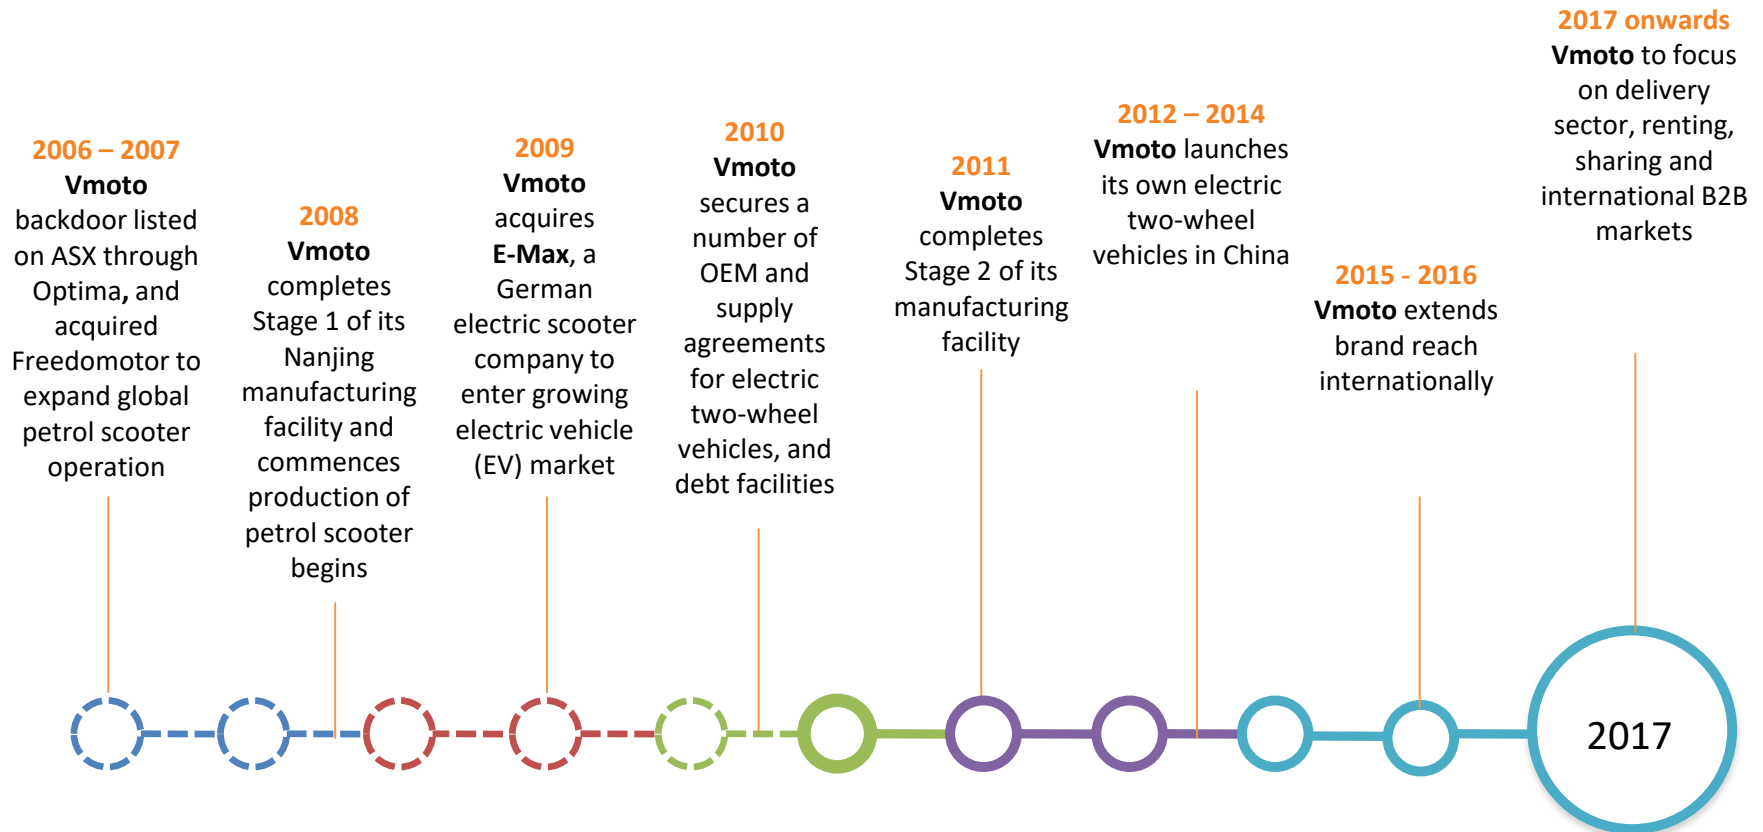 2006 – 2007
Vmoto
backdoor listed
on ASX through
Optima, and
acquired
Freedomotor to
expand global
petrol scooter
operation
2008
Vmoto
completes
Stage 1 of its
Nanjing
manufacturing
facility and
commences
production of
petrol scooter
begins
2009
Vmoto
acquires
E-Max, a
German
electric scooter
company to
enter growing
electric vehicle
(EV) market
2010
Vmoto
secures a
number of
OEM and
supply
agreements
for electric
two-wheel
vehicles, and
debt facilities
2011
Vmoto
completes
Stage 2 of its
manufacturing
facility
2012 – 2014
Vmoto launches
its own electric
two-wheel
vehicles in China
2015 - 2016
Vmoto extends
brand reach
internationally
2017 onwards
Vmoto to focus
on delivery
sector, renting,
sharing and
international B2B
markets
2017